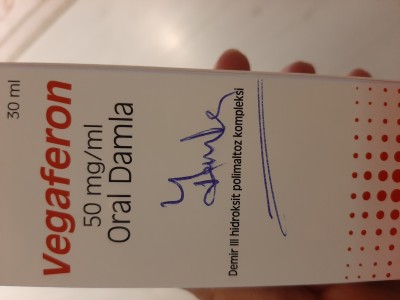 30 ml
Vegaferon
50 mg/ml
Oral Damla
Demir III hidroksit polimaltoz kompleksi